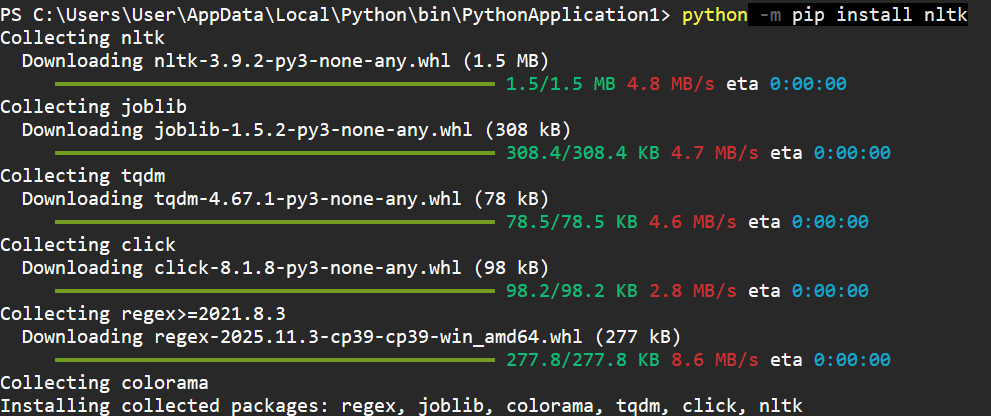 PS C:\Users\User\AppData\Local\Python\bin\PythonApplication1> python -m pip install nltk
Collecting nltk
Downloading nltk-3.9.2-py3-none-any.whl (1.5 MB)
1.5/1.5 MB 4.8 MB/s eta 0:00:00
Collecting joblib
Downloading joblib-1.5.2-py3-none-any.whl (308 kB)
308.4/308.4 KB 4.7 MB/s eta 0:00:00
Collecting tqdm
Downloading tqdm-4.67.1-py3-none-any.whl (78 kB)
78.5/78.5 KB 4.6 MB/s eta 0:00:00
Collecting click
Downloading click-8.1.8-py3-none-any.whl (98 kB)
98.2/98.2 KB 2.8 MB/s eta 0:00:00
Collecting regex>=2021.8.3
Downloading regex-2025.11.3-cp39-cp39-win_amd64.whl (277 kB)
277.8/277.8 KB 8.6 MB/s eta 0:00:00
Collecting colorama
Installing collected packages: regex, joblib, colorama, tqdm, click, nltk